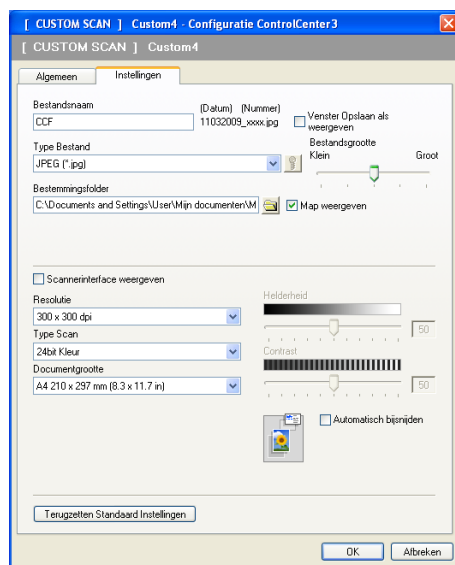 [ CUSTOM SCAN ] Custom4 - Configuratie ControlCenter3
[ CUSTOM SCAN ] Custom4
Algemeen
Instellingen
Bestandsnaam
(Datum) (Nummer)
CCF
11032009_xxxx.jpg
Venster Opslaan als
weergeven
Type Bestand
Bestandsgrootte
Klein
Groot
JPEG (*.jpg)
Bestemmingsfolder
C:\Documents and Settings\User\Mijn documenten\M
Map weergeven
Scannerinterface weergeven
Resolutie
Helderheid
300 x 300 dpi
50
Type Scan
24bit Kleur
Contrast
Documentgrootte
A4 210 x 297 mm (8.3 x 11.7 in)
50
Automatisch bijsnijden
Terugzetten Standaard Instellingen
OK
Afbreken